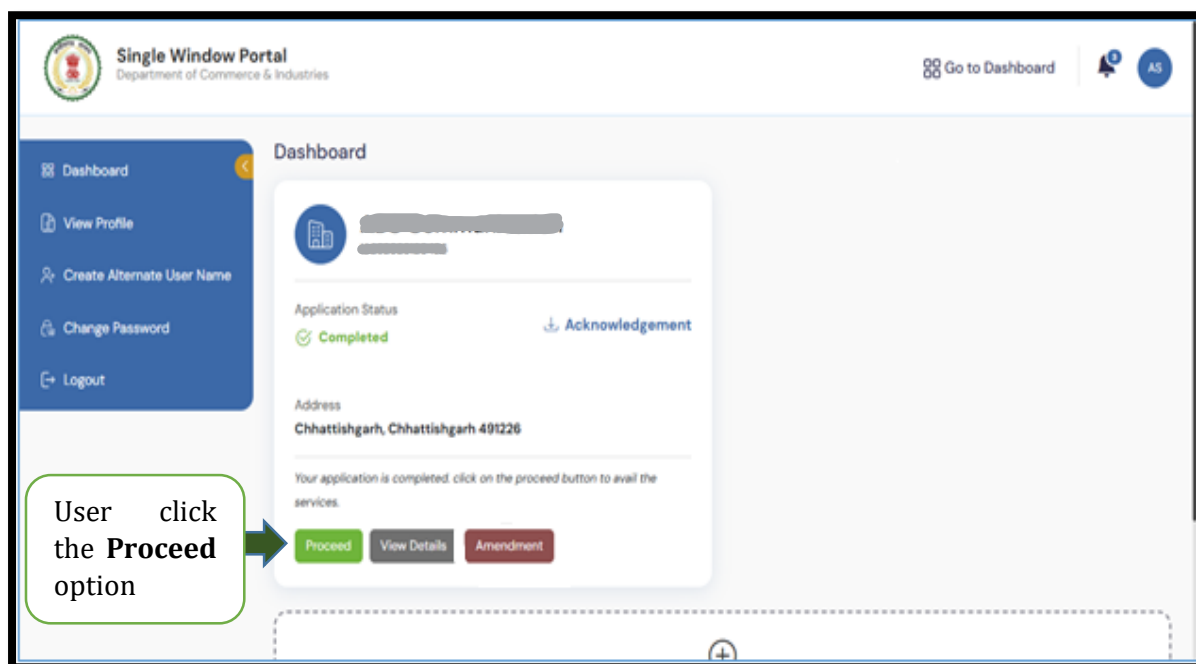 Single Window Portal
Department of Commerce & Industries
Go to Dashboard
3
AS
Dashboard
View Profile
Create Alternate User Name
Change Password
Logout
Dashboard
Application Status
Completed
Acknowledgement
Address
Chhattishgarh, Chhattishgarh 491226
Your application is completed. click on the proceed button to avail the
services.
Proceed
View Details
Amendment
User click
the Proceed
option